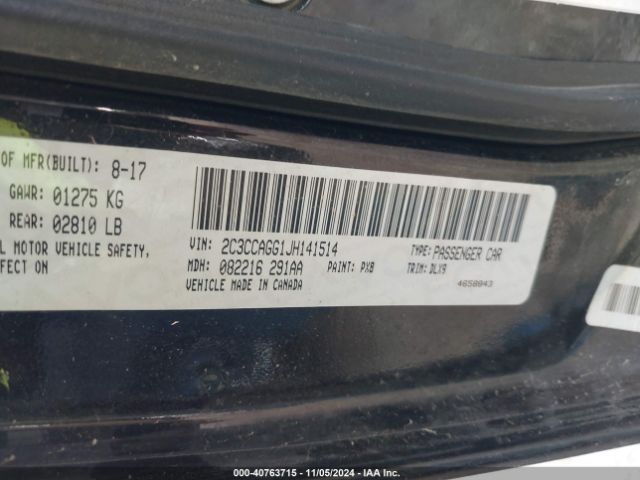 OF MFR(BUILT): 8-17
GAWR: 01275 KG
REAR: 02810 LB
MOTOR VEHICLE SAFETY,
FFECT ON
VIN: 2C3CCAGG1JH141514
TYPE: PASSENGER CAR
MDH: 082216 291AA
PAINT: PX8
TRIM: DLX9
VEHICLE MADE IN CANADA
4658043
000-40763715 - 11/05/2024 - IAA Inc.